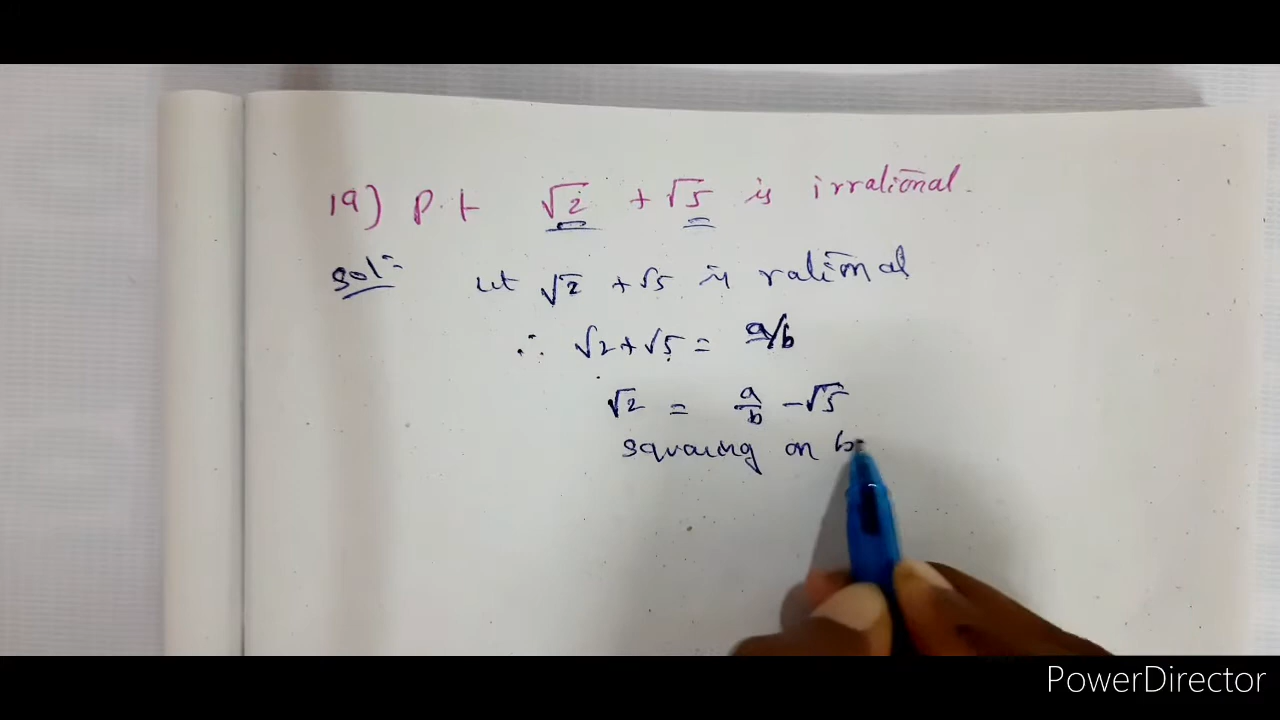 19) P.t √2 + √5 is irrational.
Sol:- Let √2 + √5 is rational
∴ √2+√5 = a/b
√2 = a/b - √5
squaring on b
PowerDirector